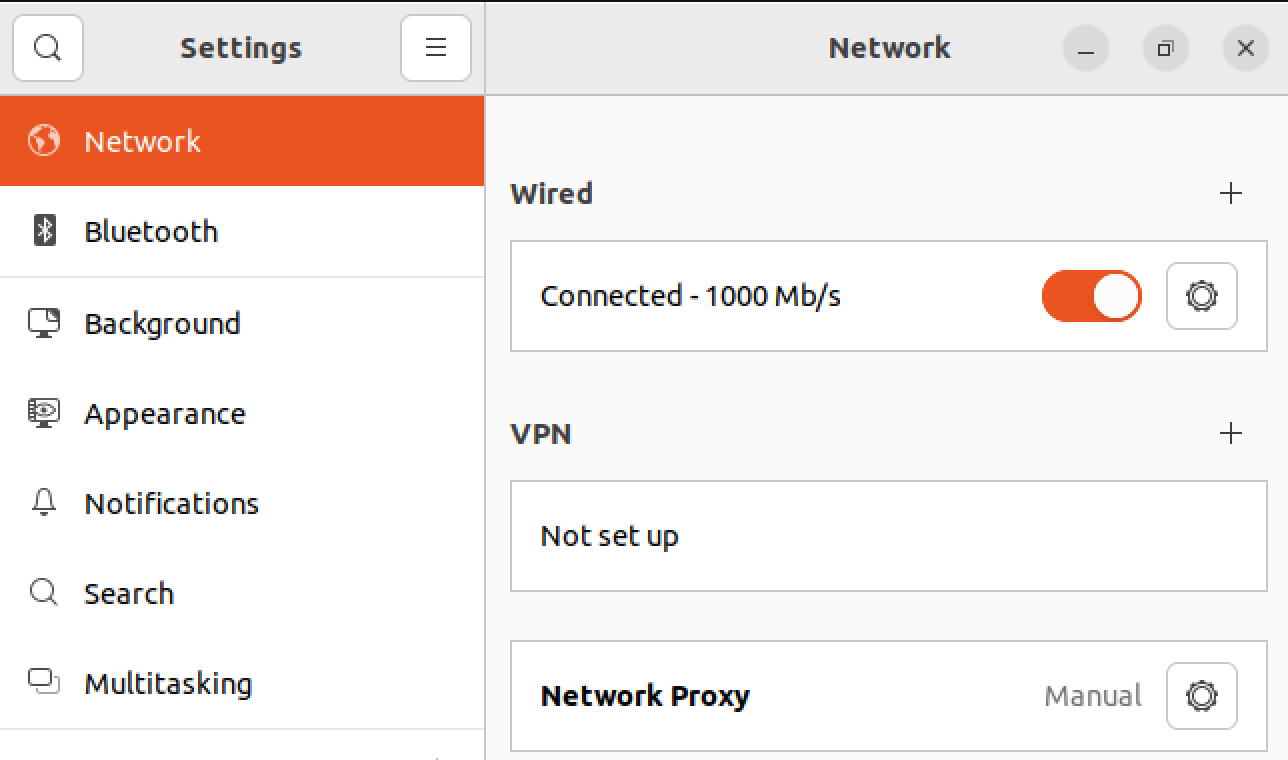 Settings
Network
Network
Bluetooth
Background
Appearance
Notifications
Search
Multitasking
Wired
Connected - 1000 Mb/s
VPN
Not set up
Network Proxy
Manual